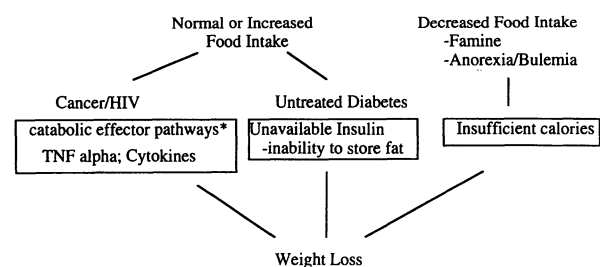 Normal or Increased
Food Intake
Decreased Food Intake
-Famine
-Anorexia/Bulemia
Cancer/HIV
catabolic effector pathways*
TNF alpha; Cytokines
Untreated Diabetes
Unavailable Insulin
-inability to store fat
Insufficient calories
Weight Loss